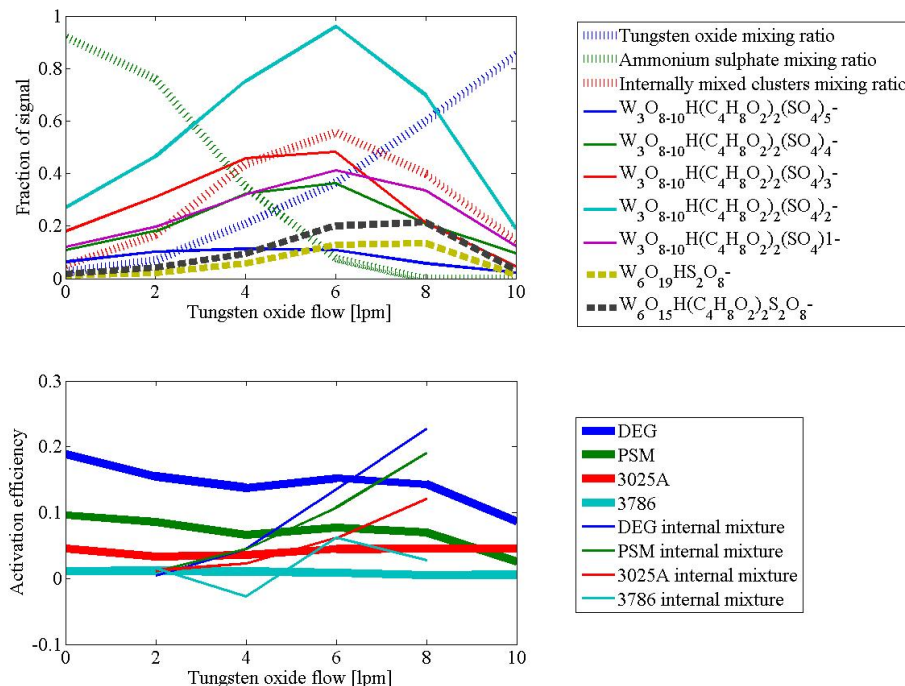 1
0.8
0.6
0.4
0.2
0
Fraction of signal
0 2 4 6 8 10
Tungsten oxide flow [lpm]
Tungsten oxide mixing ratio
Ammonium sulphate mixing ratio
Internally mixed clusters mixing ratio
W₃O₈₋₁₀H(C₄H₈O₂)₂(SO₄)₅-
W₃O₈₋₁₀H(C₄H₈O₂)₂(SO₄)₄-
W₃O₈₋₁₀H(C₄H₈O₂)₂(SO₄)₃-
W₃O₈₋₁₀H(C₄H₈O₂)₂(SO₄)₂-
W₃O₈₋₁₀H(C₄H₈O₂)₂(SO₄)1-
W₆O₁₉HS₂O₈-
W₆O₁₅H(C₄H₈O₂)₂S₂O₈-
0.3
0.2
0.1
0
-0.1
Activation efficiency
0 2 4 6 8 10
Tungsten oxide flow [lpm]
DEG
PSM
3025A
3786
DEG internal mixture
PSM internal mixture
3025A internal mixture
3786 internal mixture